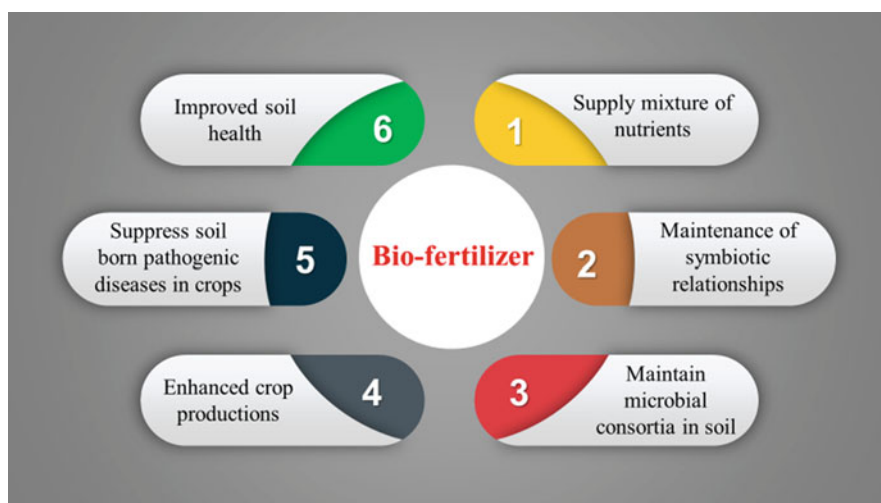 Bio-fertilizer
1
Supply mixture of
nutrients
2
Maintenance of
symbiotic
relationships
3
Maintain
microbial
consortia in soil
4
Enhanced crop
productions
5
Suppress soil
born pathogenic
diseases in crops
6
Improved soil
health